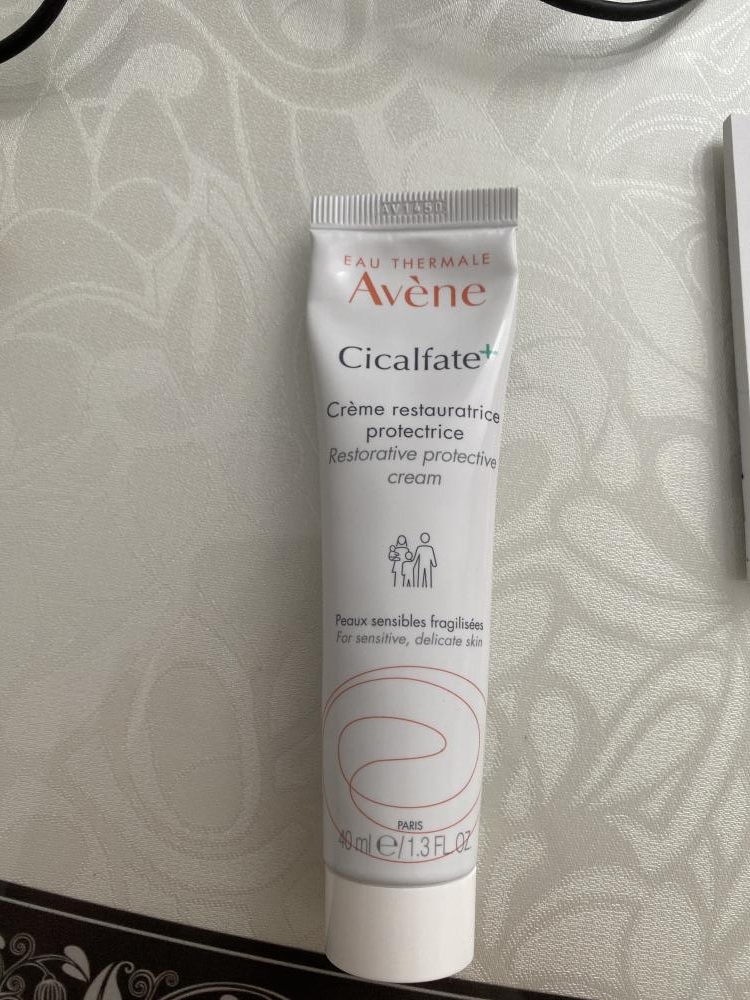 AV1450
EAU THERMALE
Avène
Cicalfate+
Crème restauratrice
protectrice
Restorative protective
cream
Peaux sensibles fragilisées
For sensitive, delicate skin
PARIS
40 ml e/1.3 FL.OZ